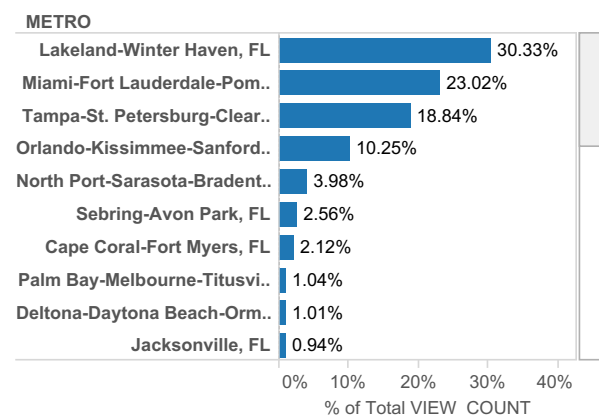 METRO
Lakeland-Winter Haven, FL 30.33%
Miami-Fort Lauderdale-Pom.. 23.02%
Tampa-St. Petersburg-Clear.. 18.84%
Orlando-Kissimmee-Sanford.. 10.25%
North Port-Sarasota-Bradent.. 3.98%
Sebring-Avon Park, FL 2.56%
Cape Coral-Fort Myers, FL 2.12%
Palm Bay-Melbourne-Titusvi.. 1.04%
Deltona-Daytona Beach-Orm.. 1.01%
Jacksonville, FL 0.94%
0% 10% 20% 30% 40%
% of Total VIEW_COUNT